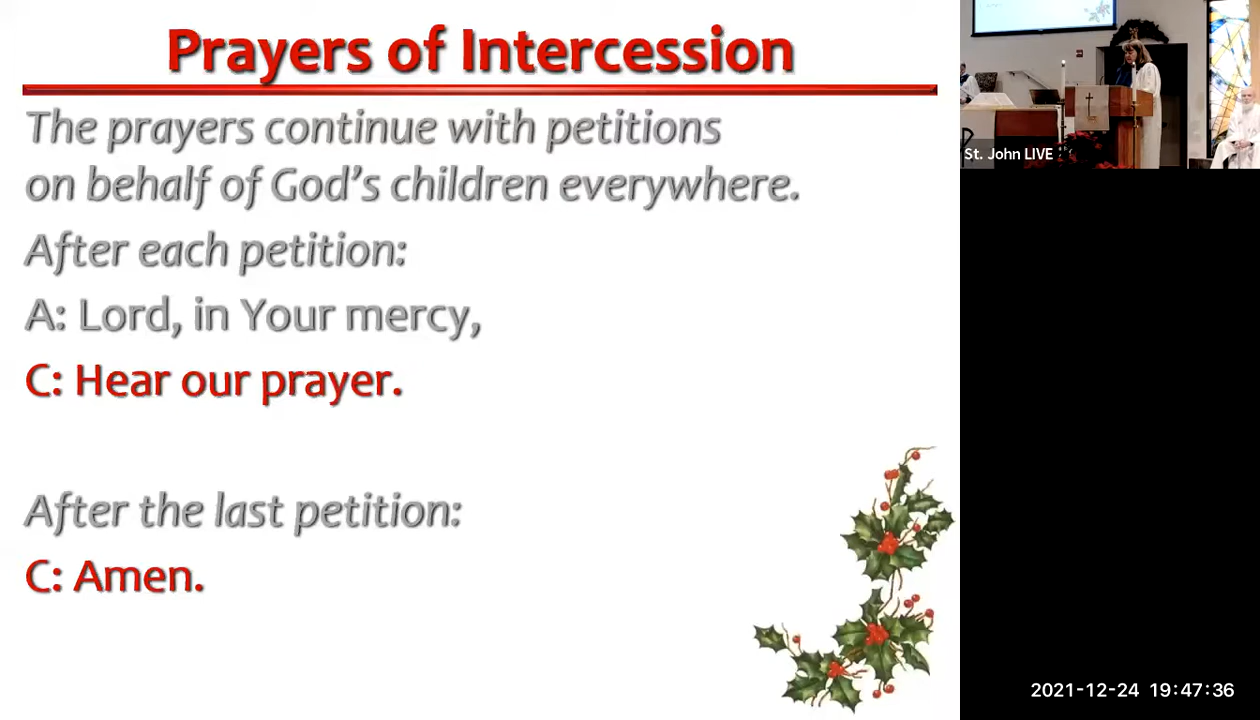 Prayers of Intercession
The prayers continue with petitions
on behalf of God's children everywhere.
After each petition:
A: Lord, in Your mercy,
C: Hear our prayer.
After the last petition:
C: Amen.
St. John LIVE
2021-12-24 19:47:36